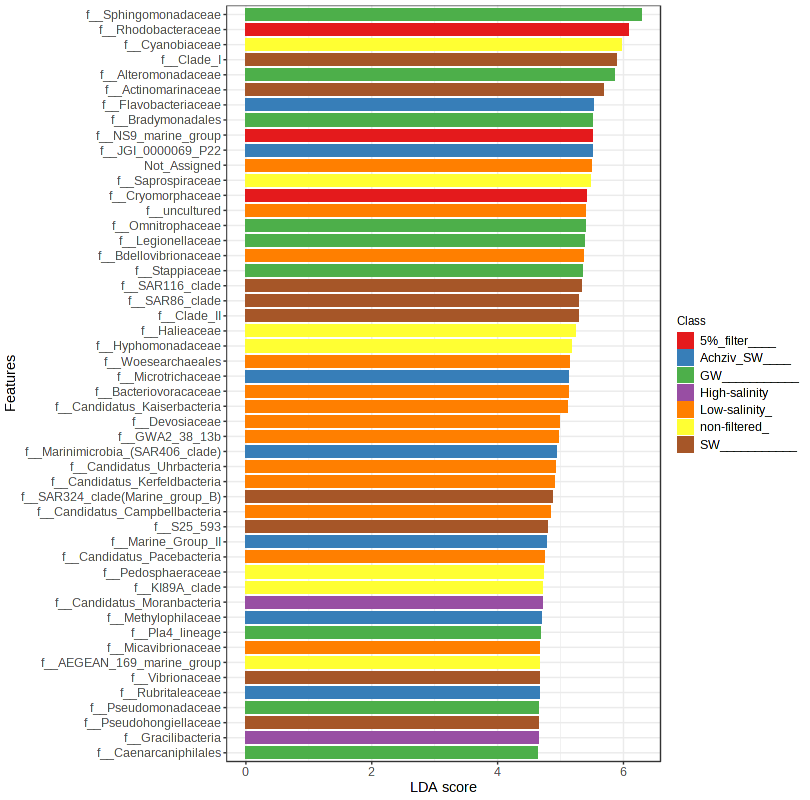 f__Sphingomonadaceae
f__Rhodobacteraceae
f__Cyanobiaceae
f__Clade_I
f__Alteromonadaceae
f__Actinomarinaceae
f__Flavobacteriaceae
f__Bradymonadales
f__NS9_marine_group
f__JGI_0000069_P22
Not_Assigned
f__Saprospiraceae
f__Cryomorphaceae
f__uncultured
f__Omnitrophaceae
f__Legionellaceae
f__Bdellovibrionaceae
f__Stappiaceae
f__SAR116_clade
f__SAR86_clade
f__Clade_II
f__Halieaceae
f__Hyphomonadaceae
f__Woesearchaeales
f__Microtrichaceae
f__Bacteriovoracaceae
f__Candidatus_Kaiserbacteria
f__Devosiaceae
f__GWA2_38_13b
f__Marinimicrobia_(SAR406_clade)
f__Candidatus_Uhrbacteria
f__Candidatus_Kerfeldbacteria
f__SAR324_clade(Marine_group_B)
f__Candidatus_Campbellbacteria
f__S25_593
f__Marine_Group_II
f__Candidatus_Pacebacteria
f__Pedosphaeraceae
f__KI89A_clade
f__Candidatus_Moranbacteria
f__Methylophilaceae
f__Pla4_lineage
f__Micavibrionaceae
f__AEGEAN_169_marine_group
f__Vibrionaceae
f__Rubritaleaceae
f__Pseudomonadaceae
f__Pseudohongiellaceae
f__Gracilibacteria
f__Caenarcaniphilales
Features
0 2 4 6
LDA score
Class
5%_filter____
Achziv_SW____
GW___________
High-salinity
Low-salinity_
non-filtered_
SW___________